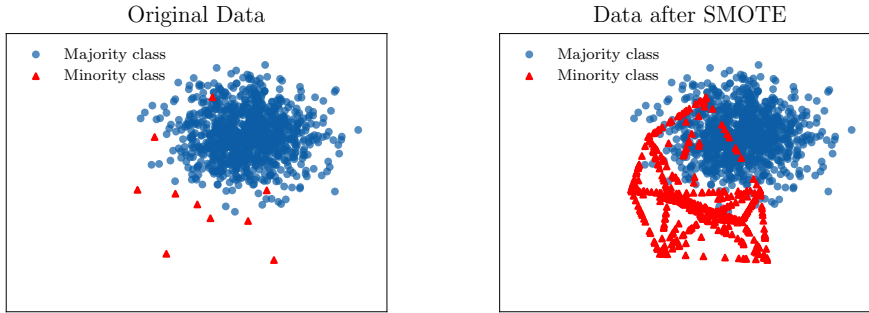 Original Data
Majority class
Minority class
Data after SMOTE
Majority class
Minority class